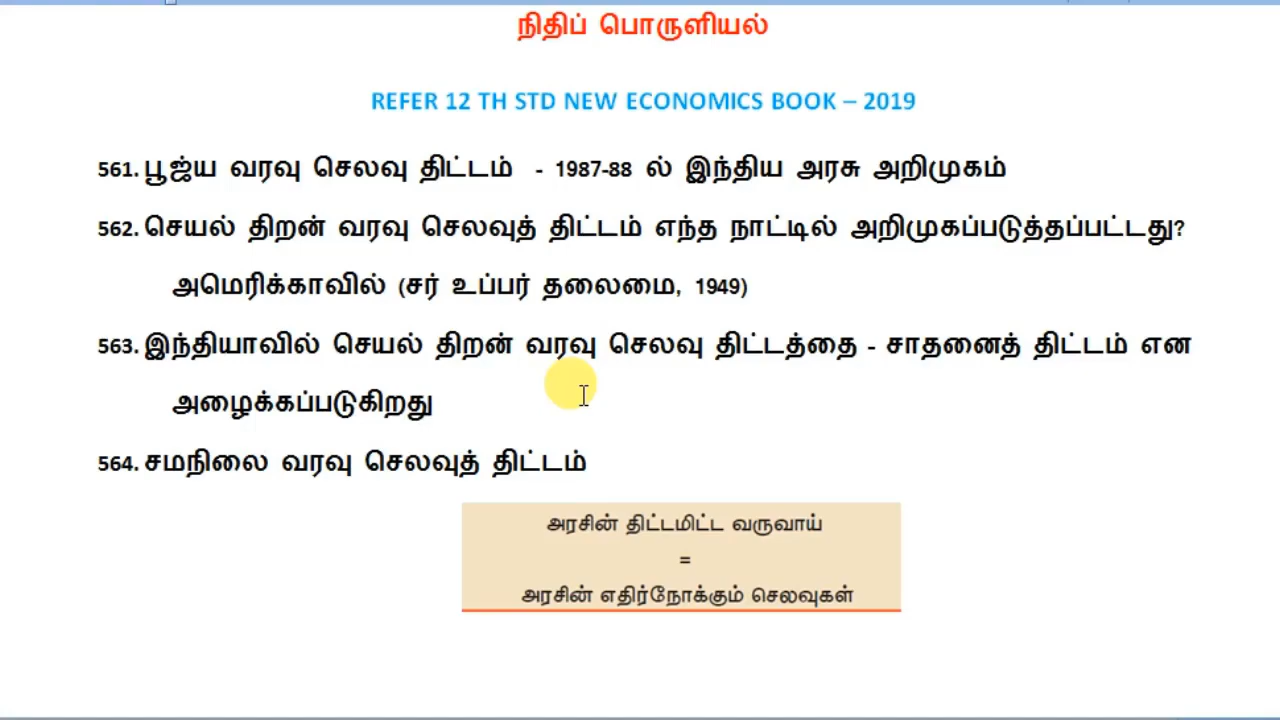 நிதிப் பொருளியல்
REFER 12 TH STD NEW ECONOMICS BOOK – 2019
561. பூஜ்ய வரவு செலவு திட்டம் - 1987-88 ல் இந்திய அரசு அறிமுகம்
562. செயல் திறன் வரவு செலவுத் திட்டம் எந்த நாட்டில் அறிமுகப்படுத்தப்பட்டது?
அமெரிக்காவில் (சர் உப்பர் தலைமை, 1949)
563. இந்தியாவில் செயல் திறன் வரவு செலவு திட்டத்தை - சாதனைத் திட்டம் என
அழைக்கப்படுகிறது
564. சமநிலை வரவு செலவுத் திட்டம்
அரசின் திட்டமிட்ட வருவாய்
=
அரசின் எதிர்நோக்கும் செலவுகள்